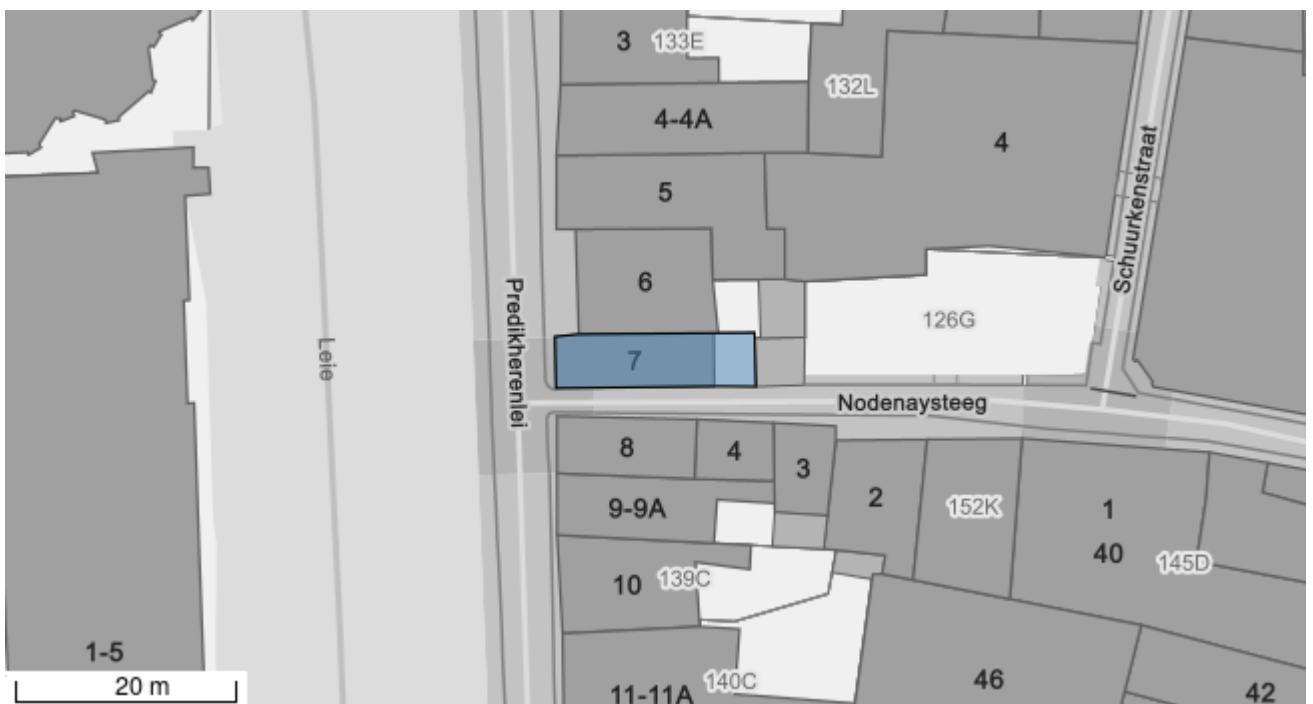 3
133E
132L
4-4A
4
5
6
7
126G
Schuurkenstraat
Predikherenlei
Leie
Nodenaysteeg
8
4
3
9-9A
2
152K
1
40
145D
10
139C
1-5
140C
46
11-11A
42
20 m